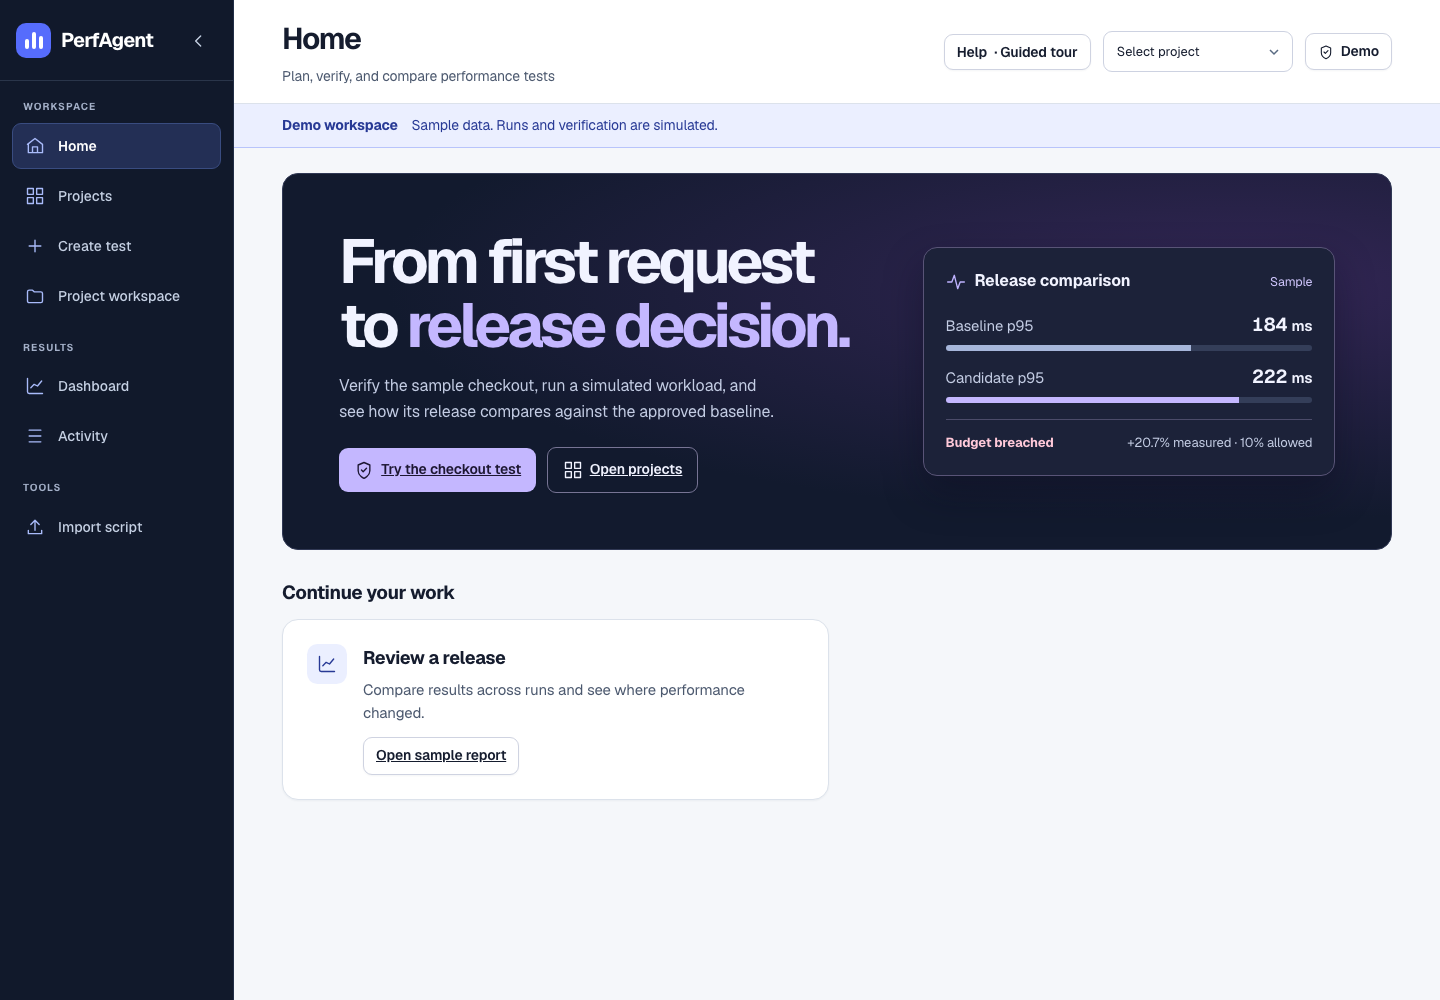 PerfAgent
WORKSPACE
Home
Projects
Create test
Project workspace
RESULTS
Dashboard
Activity
TOOLS
Import script
Home
Plan, verify, and compare performance tests
Help · Guided tour
Select project
Demo
Demo workspace Sample data. Runs and verification are simulated.
From first request
to release decision.
Verify the sample checkout, run a simulated workload, and
see how its release compares against the approved baseline.
Try the checkout test
Open projects
Release comparison
Sample
Baseline p95
184 ms
Candidate p95
222 ms
Budget breached
+20.7% measured · 10% allowed
Continue your work
Review a release
Compare results across runs and see where performance
changed.
Open sample report